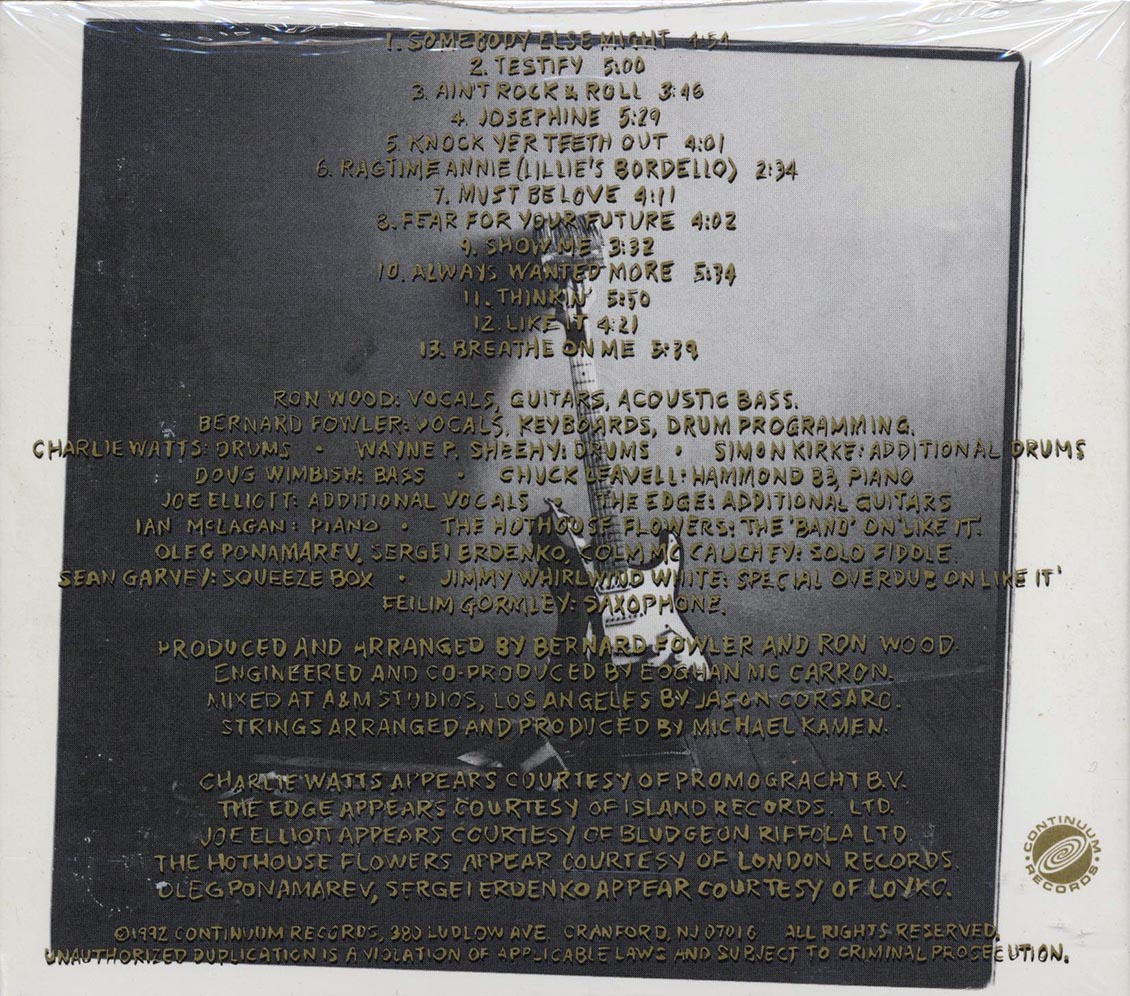 1. SOMEBODY ELSE MIGHT 4:54
2. TESTIFY 5:00
3. AIN'T ROCK & ROLL 3:46
4. JOSEPHINE 5:29
5. KNOCK YER TEETH OUT 4:01
6. RAGTIME ANNIE (LILLIE'S BORDELLO) 2:34
7. MUST BE LOVE 4:11
8. FEAR FOR YOUR FUTURE 4:02
9. SHOW ME 3:32
10. ALWAYS WANTED MORE 5:34
11. THINKIN' 5:50
12. LIKE IT 4:21
13. BREATHE ON ME 5:39
RON WOOD: VOCALS, GUITARS, ACOUSTIC BASS.
BERNARD FOWLER: VOCALS, KEYBOARDS, DRUM PROGRAMMING.
CHARLIE WATTS: DRUMS • WAYNE P. SHEEHY: DRUMS • SIMON KIRKE: ADDITIONAL DRUMS
DOUG WIMBISH: BASS • CHUCK LEAVELL: HAMMOND B3, PIANO
JOE ELLIOTT: ADDITIONAL VOCALS • THE EDGE: ADDITIONAL GUITARS
IAN McLAGAN: PIANO • THE HOTHOUSE FLOWERS: THE 'BAND' ON 'LIKE IT'.
OLEG PONAMAREV, SERGEI ERDENKO, COLM MC CAUGHEY: SOLO FIDDLE.
SEAN GARVEY: SQUEEZE BOX • JIMMY WHIRLWIND WHITE: SPECIAL OVERDUB ON LIKE IT'
FEILIM GORMLEY: SAXOPHONE.
PRODUCED AND ARRANGED BY BERNARD FOWLER AND RON WOOD.
ENGINEERED AND CO-PRODUCED BY EOGHAN MC CARRON.
MIXED AT A&M STUDIOS, LOS ANGELES BY JASON CORSARO.
STRINGS ARRANGED AND PRODUCED BY MICHAEL KAMEN.
CHARLIE WATTS APPEARS COURTESY OF PROMOGRACHT B.V.
THE EDGE APPEARS COURTESY OF ISLAND RECORDS. LTD.
JOE ELLIOTT APPEARS COURTESY OF BLUDGEON RIFFOLA LTD.
THE HOTHOUSE FLOWERS APPEAR COURTESY OF LONDON RECORDS.
OLEG PONAMAREV, SERGEI ERDENKO APPEAR COURTESY OF LOYKO.
CONTINUUM • RECORDS •
©1992 CONTINUUM RECORDS, 380 LUDLOW AVE. CRANFORD, NJ 07016 ALL RIGHTS RESERVED.
UNAUTHORIZED DUPLICATION IS A VIOLATION OF APPLICABLE LAWS AND SUBJECT TO CRIMINAL PROSECUTION.